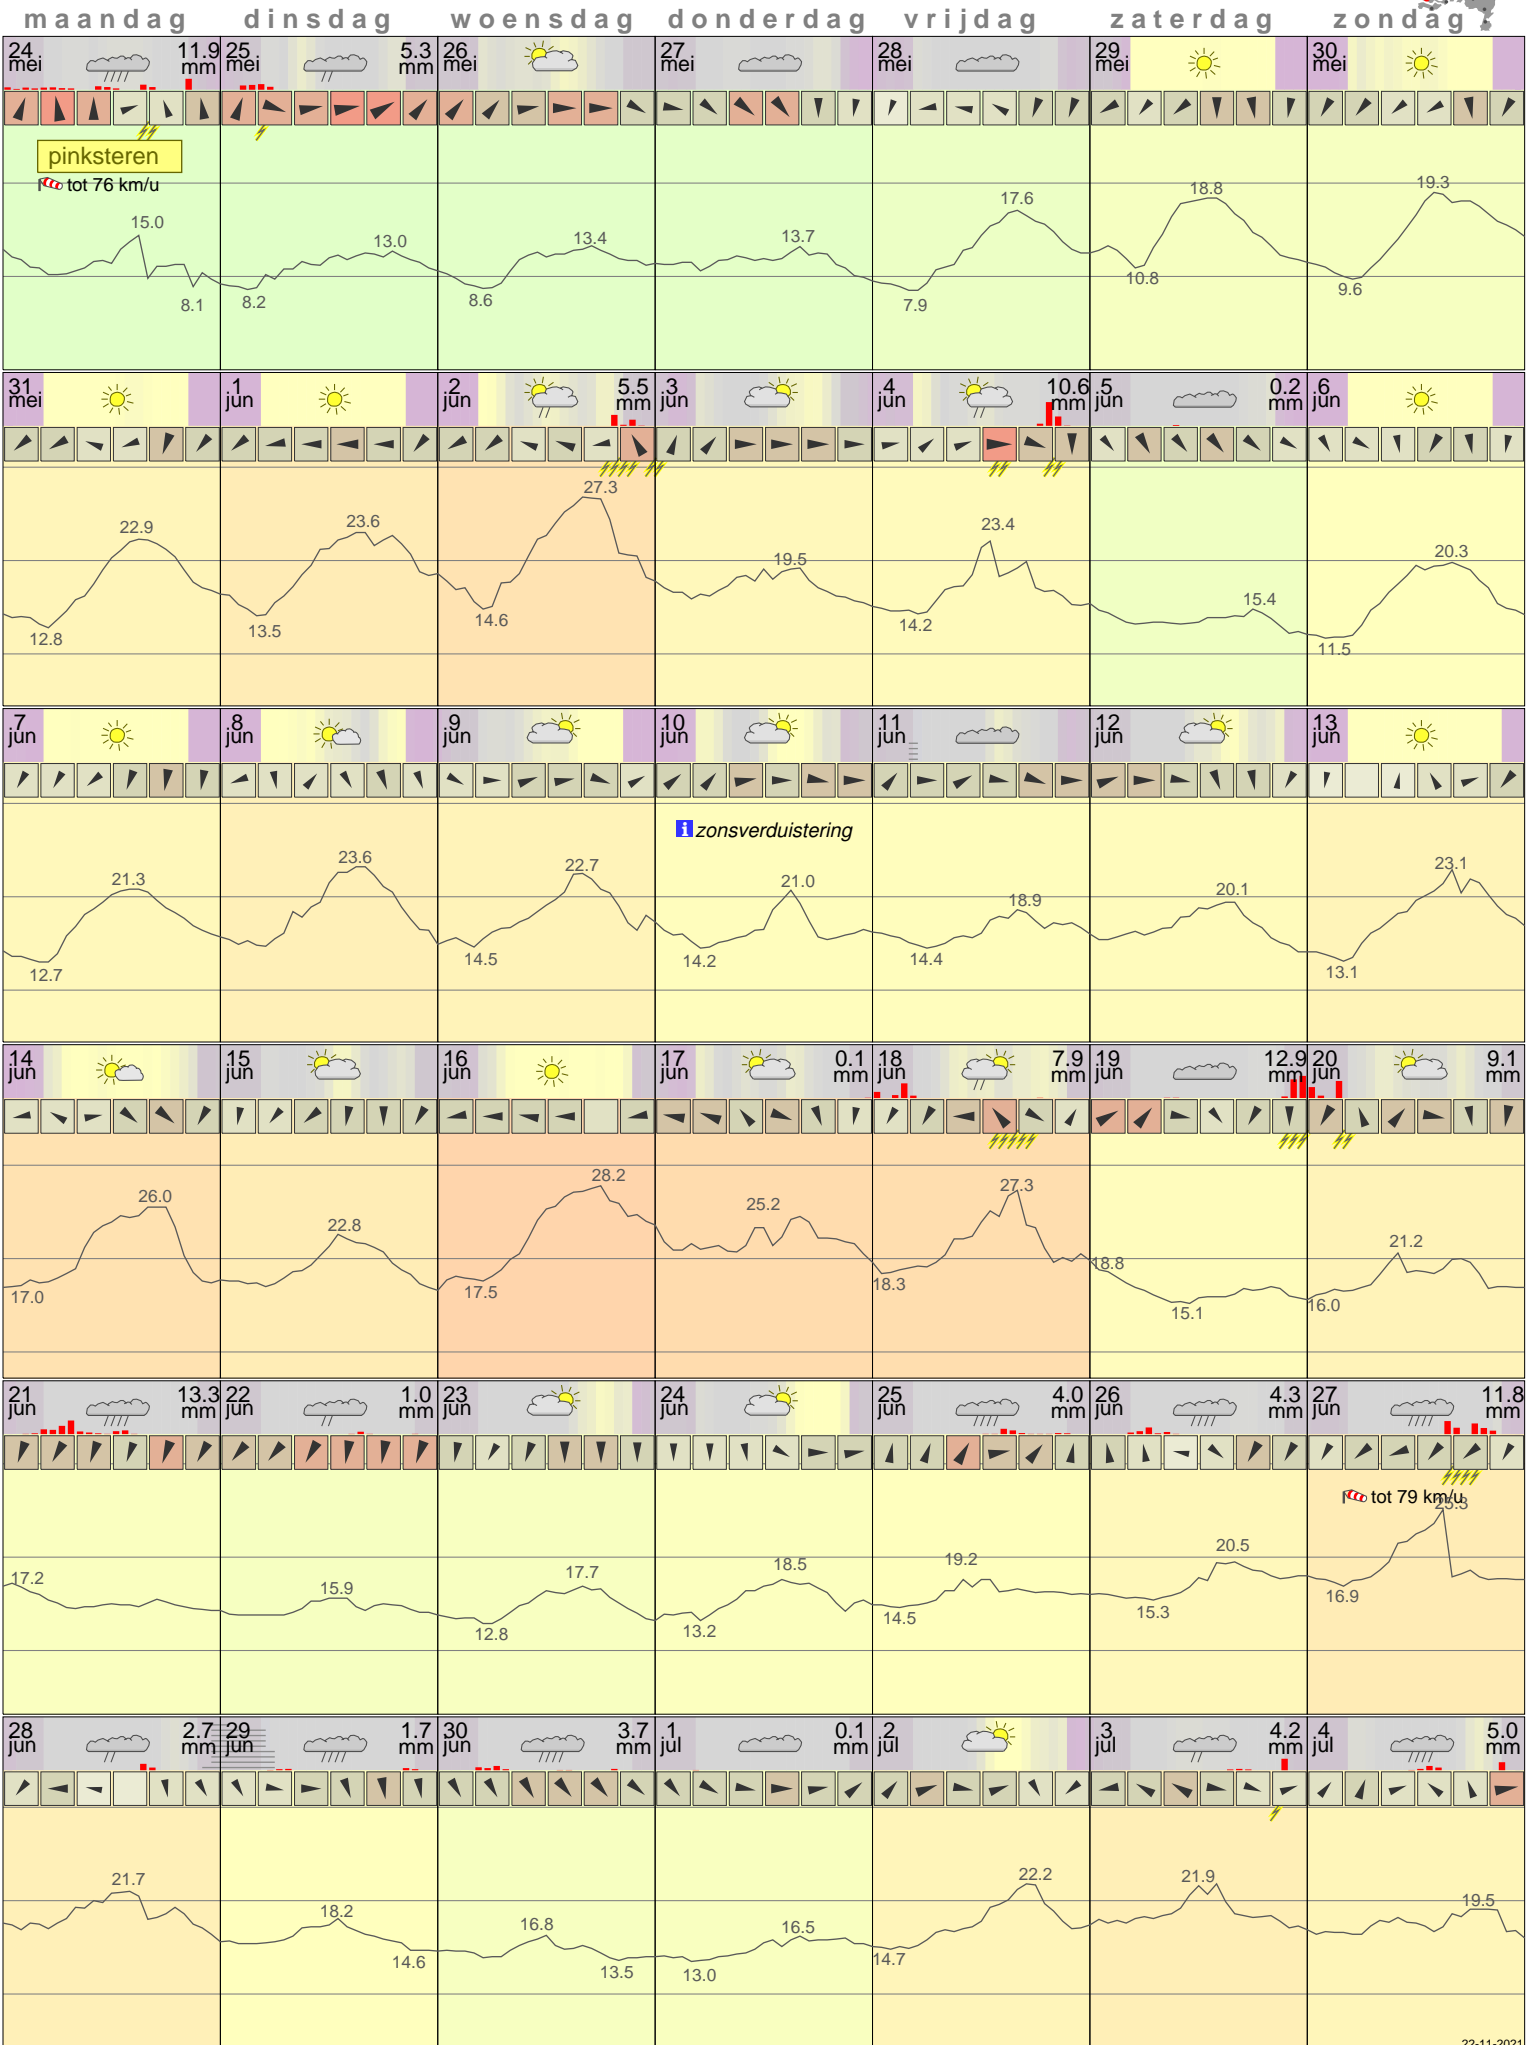 maandag dinsdag woensdag donderdag vrijdag zaterdag zondag
24 mei 11.9 mm 25 mei 5.3 mm 26 mei 27 mei 28 mei 29 mei 30 mei
pinksteren
tot 76 km/u
15.0 8.1 8.2 13.0 8.6 13.4 13.7 7.9 17.6 10.8 18.8 9.6 19.3
31 mei 1 jun 2 jun 5.5 mm 3 jun 4 jun 10.6 mm 5 jun 0.2 mm 6 jun
12.8 22.9 13.5 23.6 14.6 27.3 19.5 14.2 23.4 15.4 11.5 20.3
7 jun 8 jun 9 jun 10 jun 11 jun 12 jun 13 jun
i zonsverduistering
12.7 21.3 23.6 14.5 22.7 14.2 21.0 14.4 18.9 20.1 13.1 23.1
14 jun 15 jun 16 jun 17 jun 0.1 mm 18 jun 7.9 mm 19 jun 12.9 mm 20 jun 9.1 mm
17.0 26.0 22.8 17.5 28.2 25.2 18.3 27.3 18.8 15.1 16.0 21.2
21 jun 13.3 mm 22 jun 1.0 mm 23 jun 24 jun 25 jun 4.0 mm 26 jun 4.3 mm 27 jun 11.8 mm
tot 79 km/u
17.2 15.9 12.8 17.7 13.2 18.5 14.5 19.2 15.3 20.5 16.9 25.3
28 jun 2.7 mm 29 jun 1.7 mm 30 jun 3.7 mm 1 jul 0.1 mm 2 jul 3 jul 4.2 mm 4 jul 5.0 mm
21.7 18.2 14.6 16.8 13.5 13.0 16.5 14.7 22.2 21.9 19.5
22-11-2021